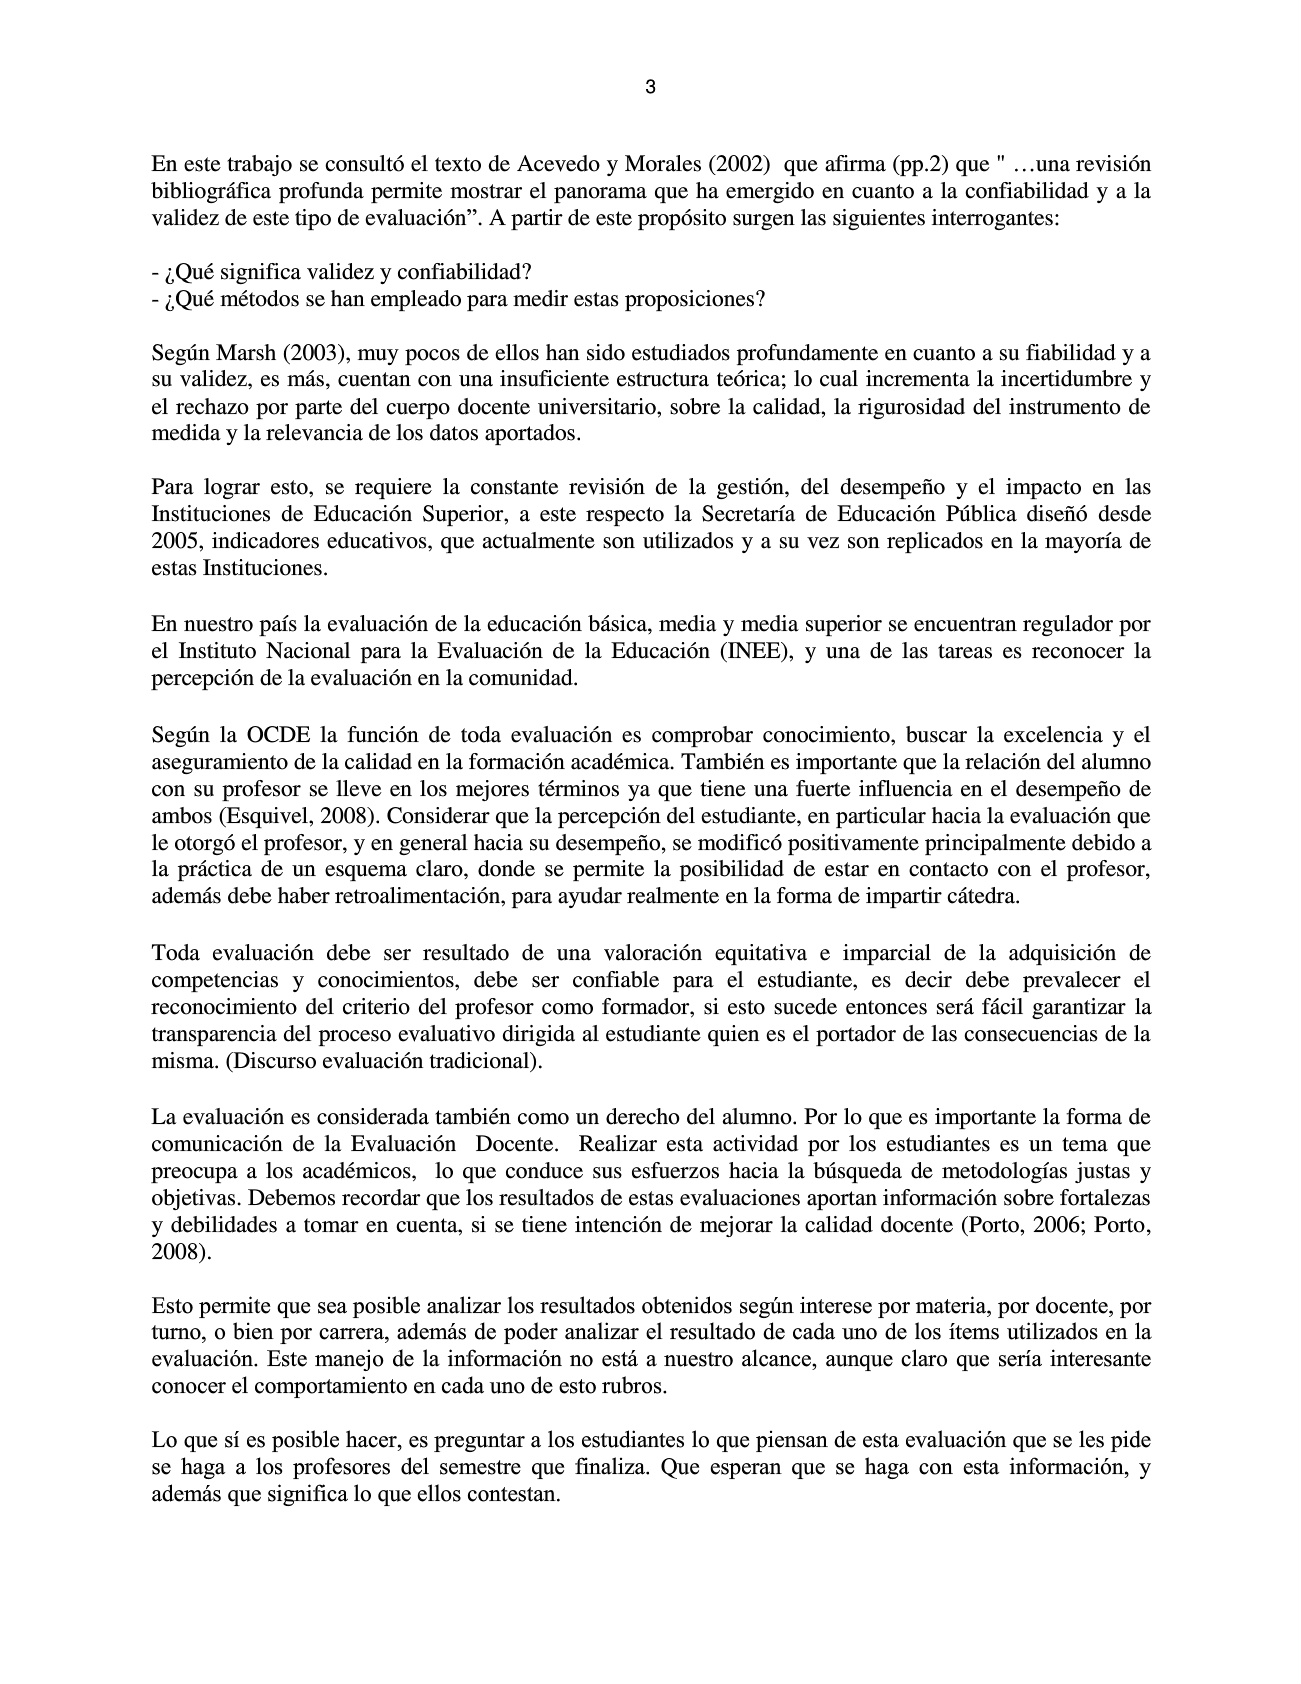 3
En este trabajo se consultó el texto de Acevedo y Morales (2002)  que afirma (pp.2) que " …una revisión
bibliográfica profunda permite mostrar el panorama que ha emergido en cuanto a la confiabilidad y a la
validez de este tipo de evaluación”. A partir de este propósito surgen las siguientes interrogantes:
- ¿Qué significa validez y confiabilidad?
- ¿Qué métodos se han empleado para medir estas proposiciones?
Según Marsh (2003), muy pocos de ellos han sido estudiados profundamente en cuanto a su fiabilidad y a
su validez, es más, cuentan con una insuficiente estructura teórica; lo cual incrementa la incertidumbre y
el rechazo por parte del cuerpo docente universitario, sobre la calidad, la rigurosidad del instrumento de
medida y la relevancia de los datos aportados.
Para lograr esto, se requiere la constante revisión de la gestión, del desempeño y el impacto en las
Instituciones de Educación Superior, a este respecto la Secretaría de Educación Pública diseñó desde
2005, indicadores educativos, que actualmente son utilizados y a su vez son replicados en la mayoría de
estas Instituciones.
En nuestro país la evaluación de la educación básica, media y media superior se encuentran regulador por
el Instituto Nacional para la Evaluación de la Educación (INEE), y una de las tareas es reconocer la
percepción de la evaluación en la comunidad.
Según la OCDE la función de toda evaluación es comprobar conocimiento, buscar la excelencia y el
aseguramiento de la calidad en la formación académica. También es importante que la relación del alumno
con su profesor se lleve en los mejores términos ya que tiene una fuerte influencia en el desempeño de
ambos (Esquivel, 2008). Considerar que la percepción del estudiante, en particular hacia la evaluación que
le otorgó el profesor, y en general hacia su desempeño, se modificó positivamente principalmente debido a
la práctica de un esquema claro, donde se permite la posibilidad de estar en contacto con el profesor,
además debe haber retroalimentación, para ayudar realmente en la forma de impartir cátedra.
Toda evaluación debe ser resultado de una valoración equitativa e imparcial de la adquisición de
competencias y conocimientos, debe ser confiable para el estudiante, es decir debe prevalecer el
reconocimiento del criterio del profesor como formador, si esto sucede entonces será fácil garantizar la
transparencia del proceso evaluativo dirigida al estudiante quien es el portador de las consecuencias de la
misma. (Discurso evaluación tradicional).
La evaluación es considerada también como un derecho del alumno. Por lo que es importante la forma de
comunicación de la Evaluación  Docente.  Realizar esta actividad por los estudiantes es un tema que
preocupa a los académicos,  lo que conduce sus esfuerzos hacia la búsqueda de metodologías justas y
objetivas. Debemos recordar que los resultados de estas evaluaciones aportan información sobre fortalezas
y debilidades a tomar en cuenta, si se tiene intención de mejorar la calidad docente (Porto, 2006; Porto,
2008).
Esto permite que sea posible analizar los resultados obtenidos según interese por materia, por docente, por
turno, o bien por carrera, además de poder analizar el resultado de cada uno de los ítems utilizados en la
evaluación. Este manejo de la información no está a nuestro alcance, aunque claro que sería interesante
conocer el comportamiento en cada uno de esto rubros.
Lo que sí es posible hacer, es preguntar a los estudiantes lo que piensan de esta evaluación que se les pide
se haga a los profesores del semestre que finaliza. Que esperan que se haga con esta información, y
además que significa lo que ellos contestan.